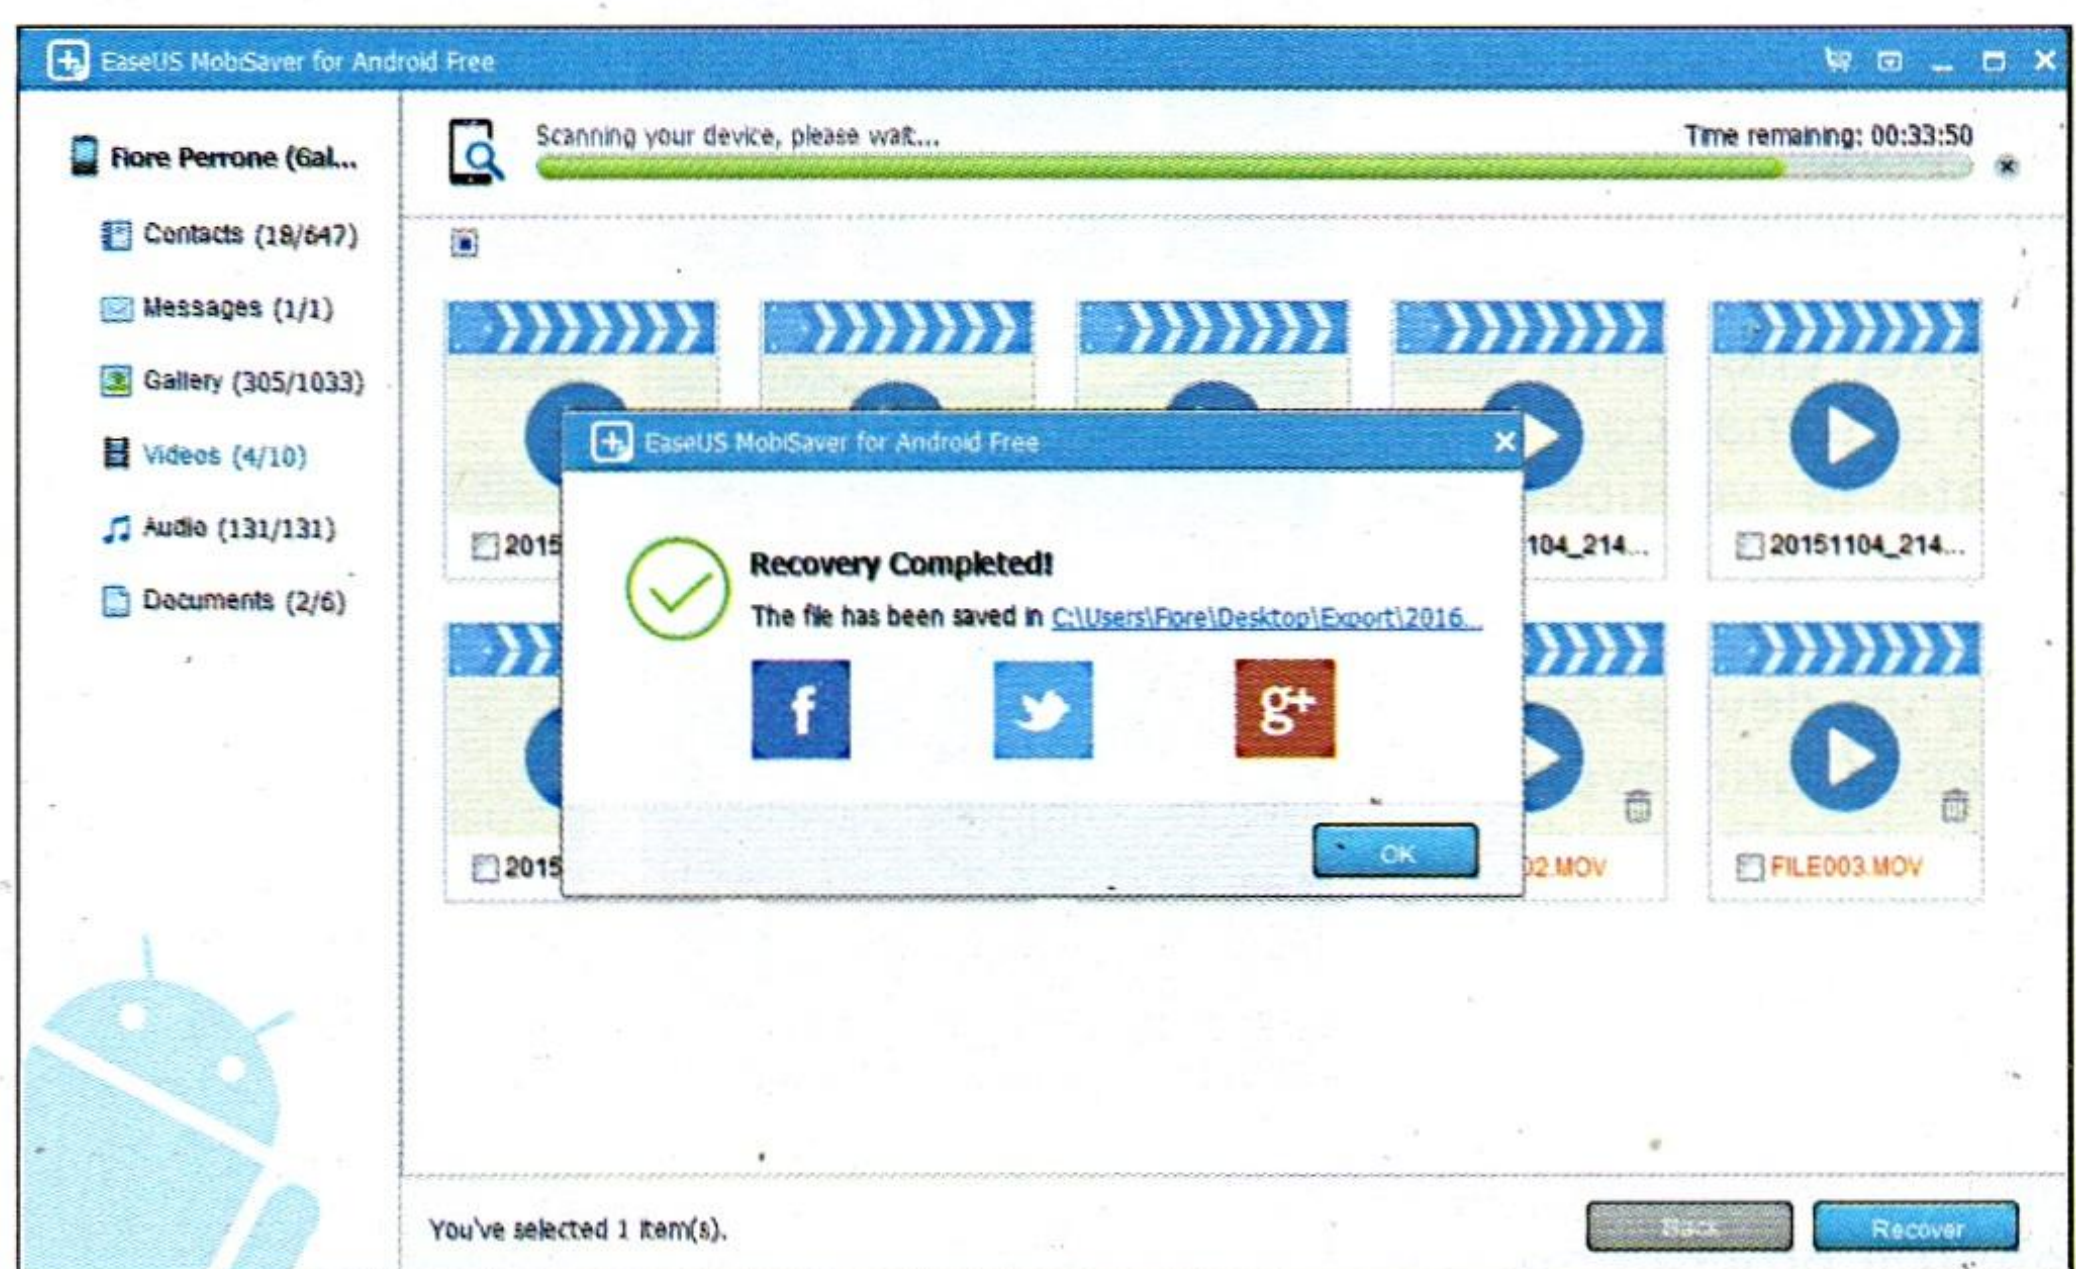 EaseUS MobiSaver for Android Free
Fiore Perrone (Gal...
Contacts (18/647)
Messages (1/1)
Gallery (305/1033)
Videos (4/10)
Audio (131/131)
Documents (2/6)
Scanning your device, please wait...
Time remaining: 00:33:50
2015
104_214...
20151104_214...
EaseUS MobiSaver for Android Free
Recovery Completed!
The file has been saved in C:\Users\Fiore\Desktop\Export\2016...
f
g+
OK
2015
02.MOV
FILE003.MOV
You've selected 1 item(s).
Back
Recover